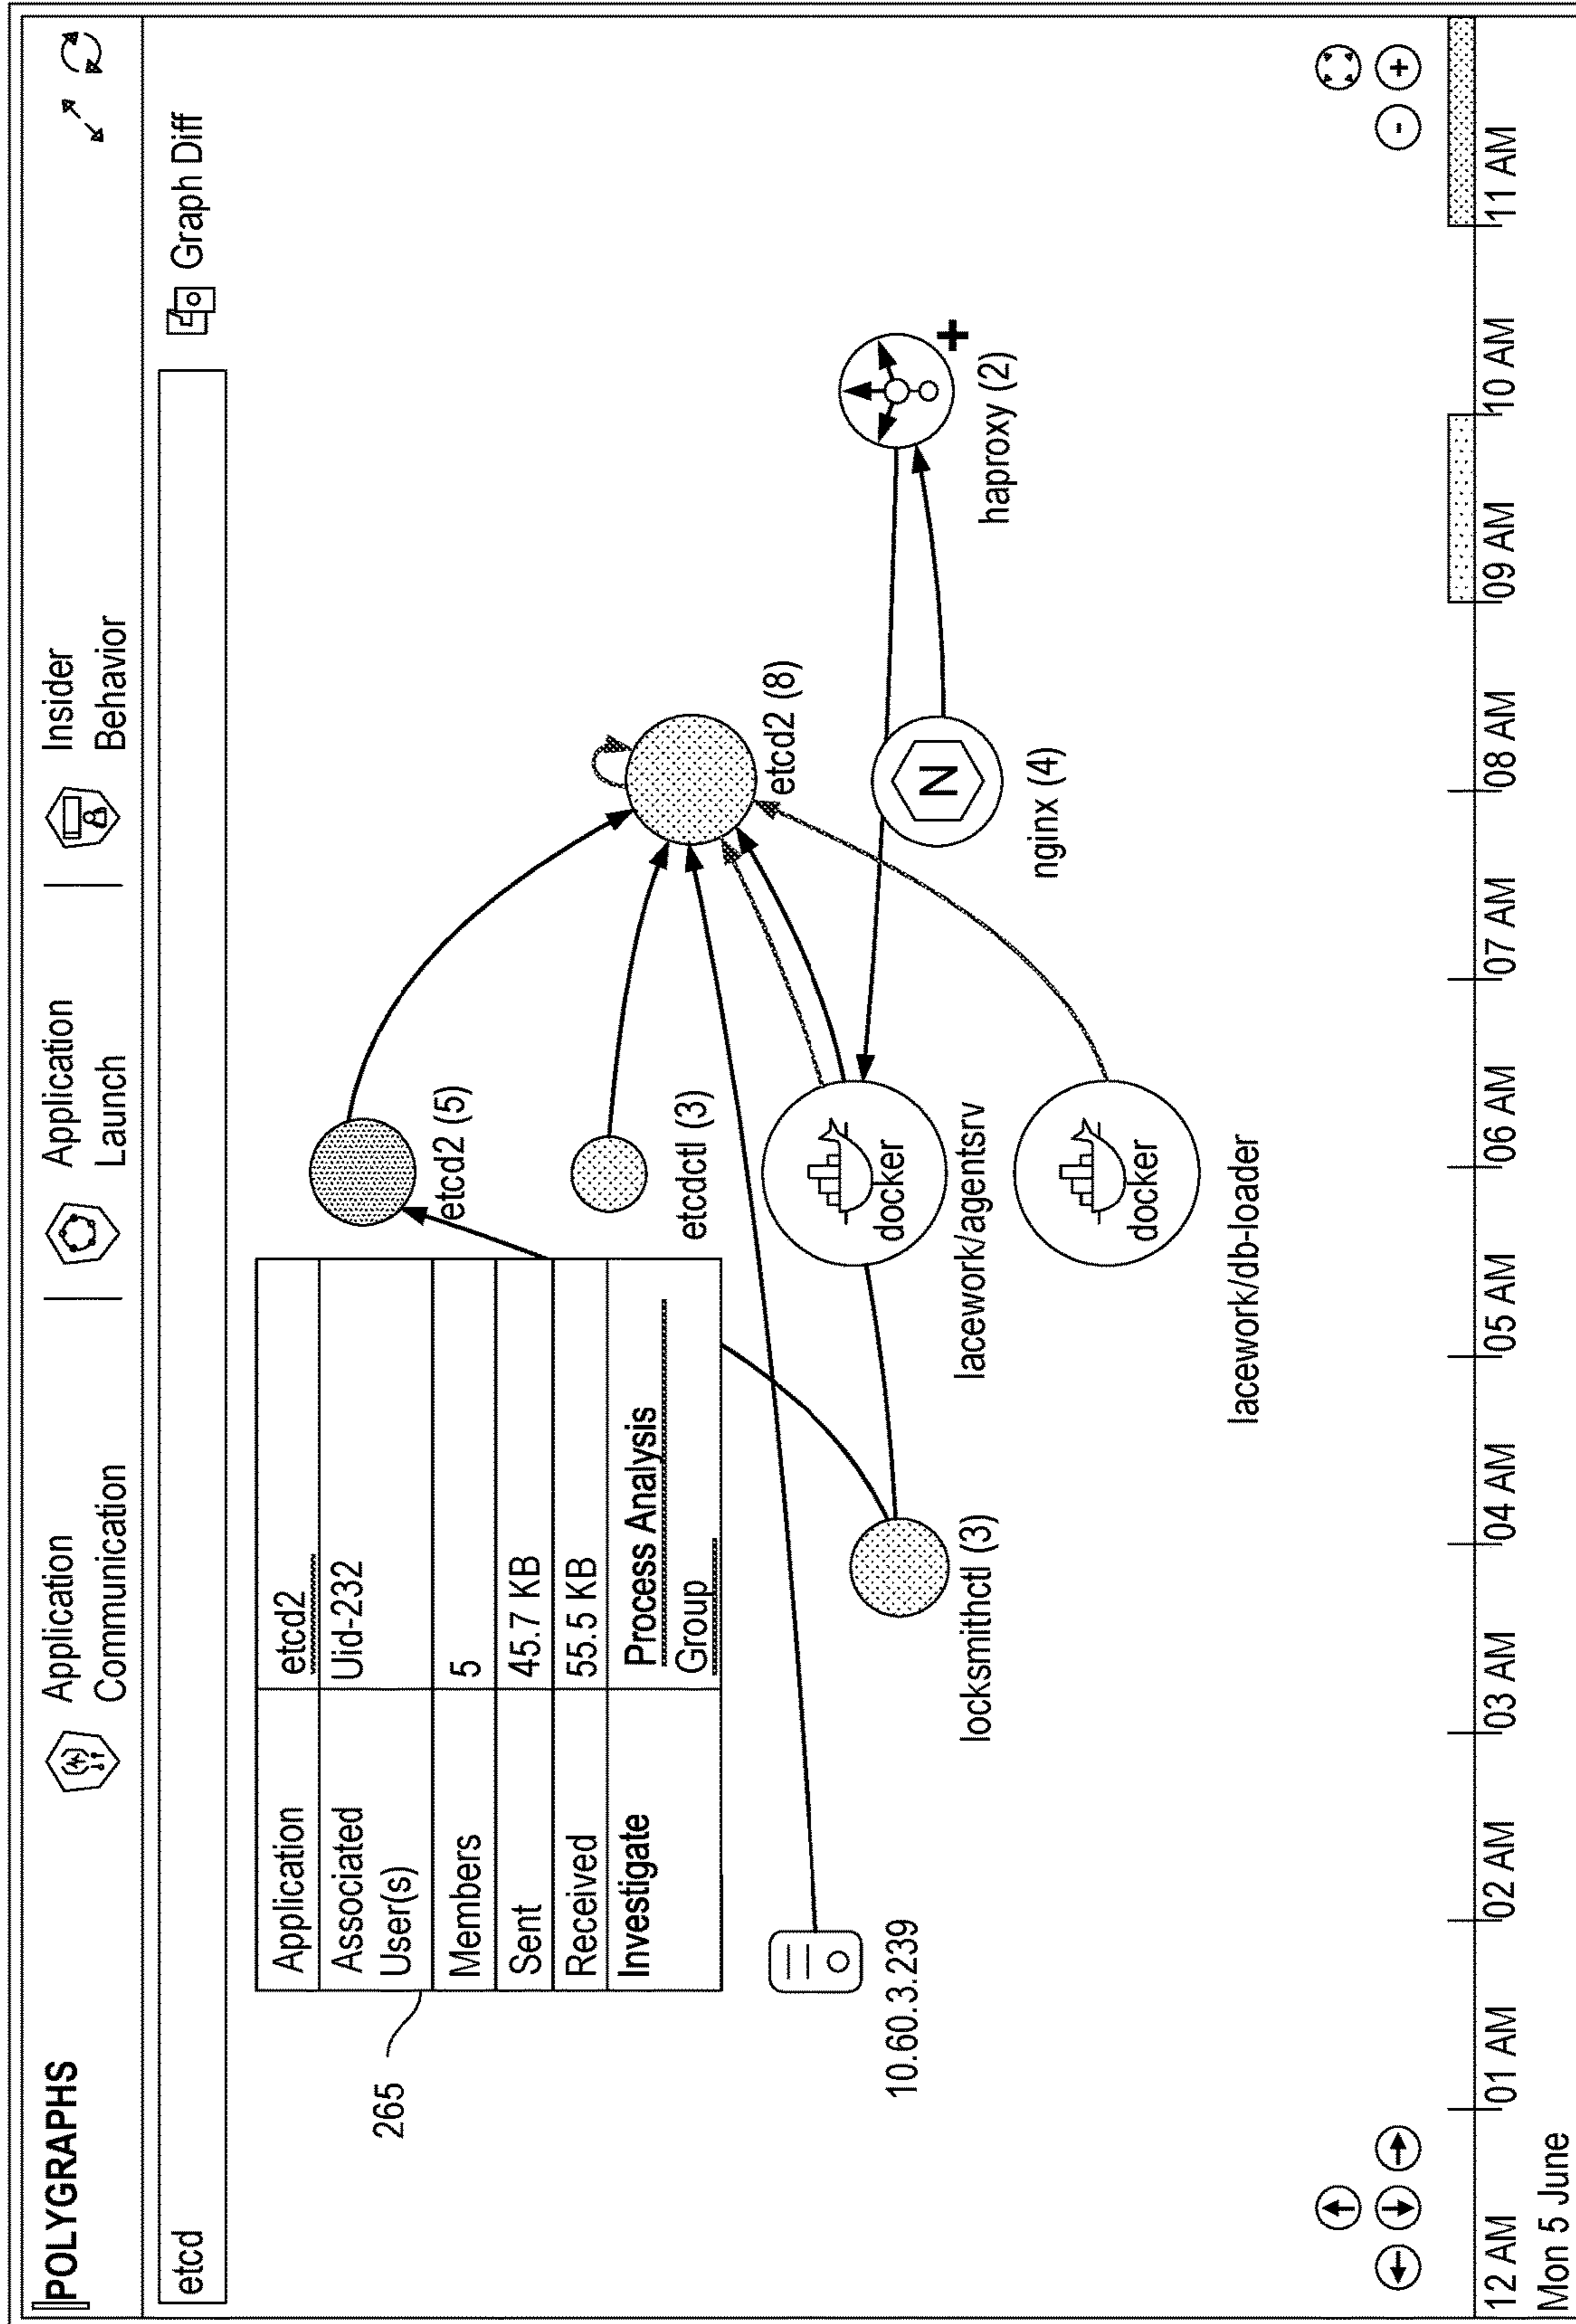 POLYGRAPHS
Application
Communication
Application
Launch
Insider
Behavior
etcd
Graph Diff
Application etcd2
Associated Uid-232
User(s)
Members 5
Sent 45.7 KB
Received 55.5 KB
Investigate Process Analysis
Group
265
etcd2 (5)
etcdctl (3)
etcd2 (8)
10.60.3.239
locksmithctl (3)
docker
lacework/agentsrv
docker
lacework/db-loader
N
nginx (4)
haproxy (2)
+
- +
12 AM 01 AM 02 AM 03 AM 04 AM 05 AM 06 AM 07 AM 08 AM 09 AM 10 AM 11 AM
Mon 5 June